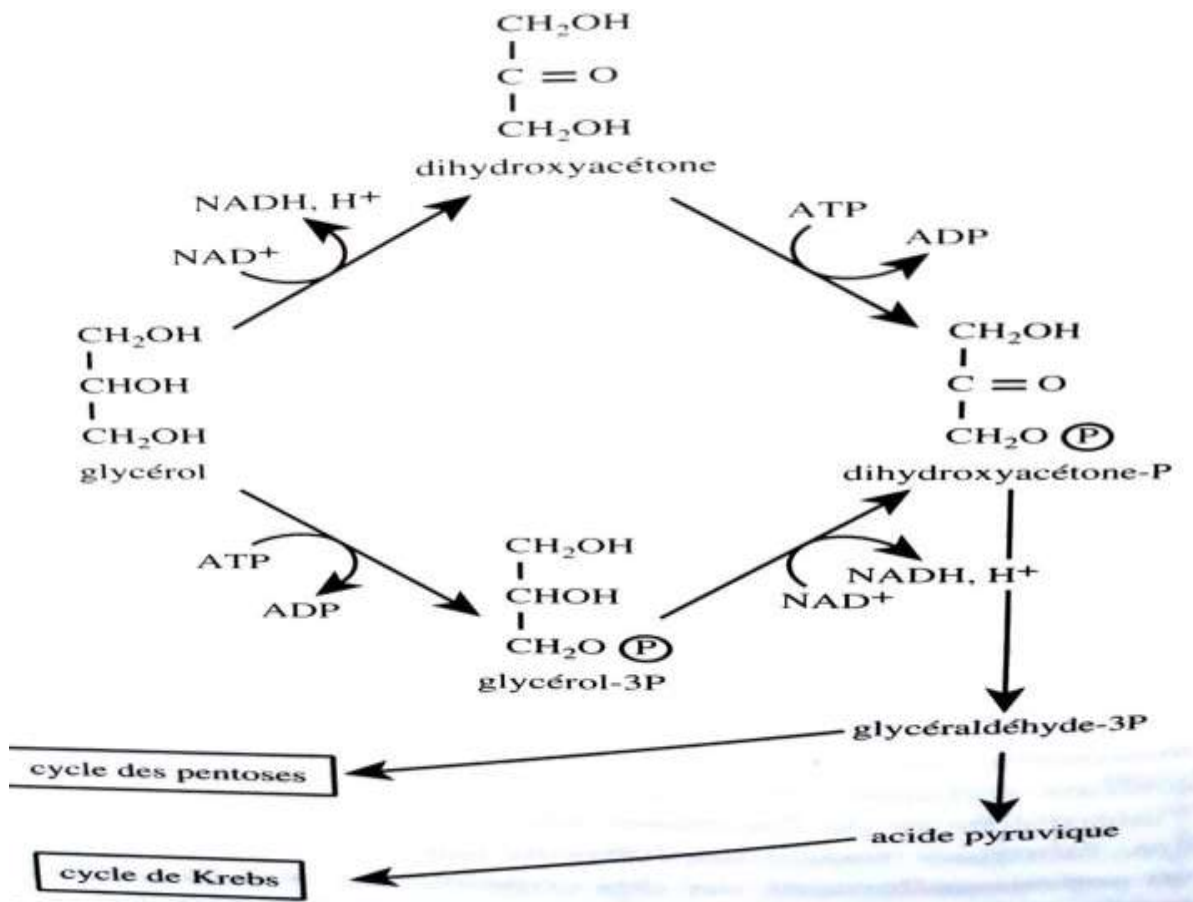 CH₂OH
C = O
CH₂OH
dihydroxyacétone
NADH, H⁺
NAD⁺
ATP
ADP
CH₂OH
CHOH
CH₂OH
glycérol
CH₂OH
C = O
CH₂O P
dihydroxyacétone-P
ATP
ADP
CH₂OH
CHOH
CH₂O P
glycérol-3P
NADH, H⁺
NAD⁺
glycéraldéhyde-3P
cycle des pentoses
acide pyruvique
cycle de Krebs